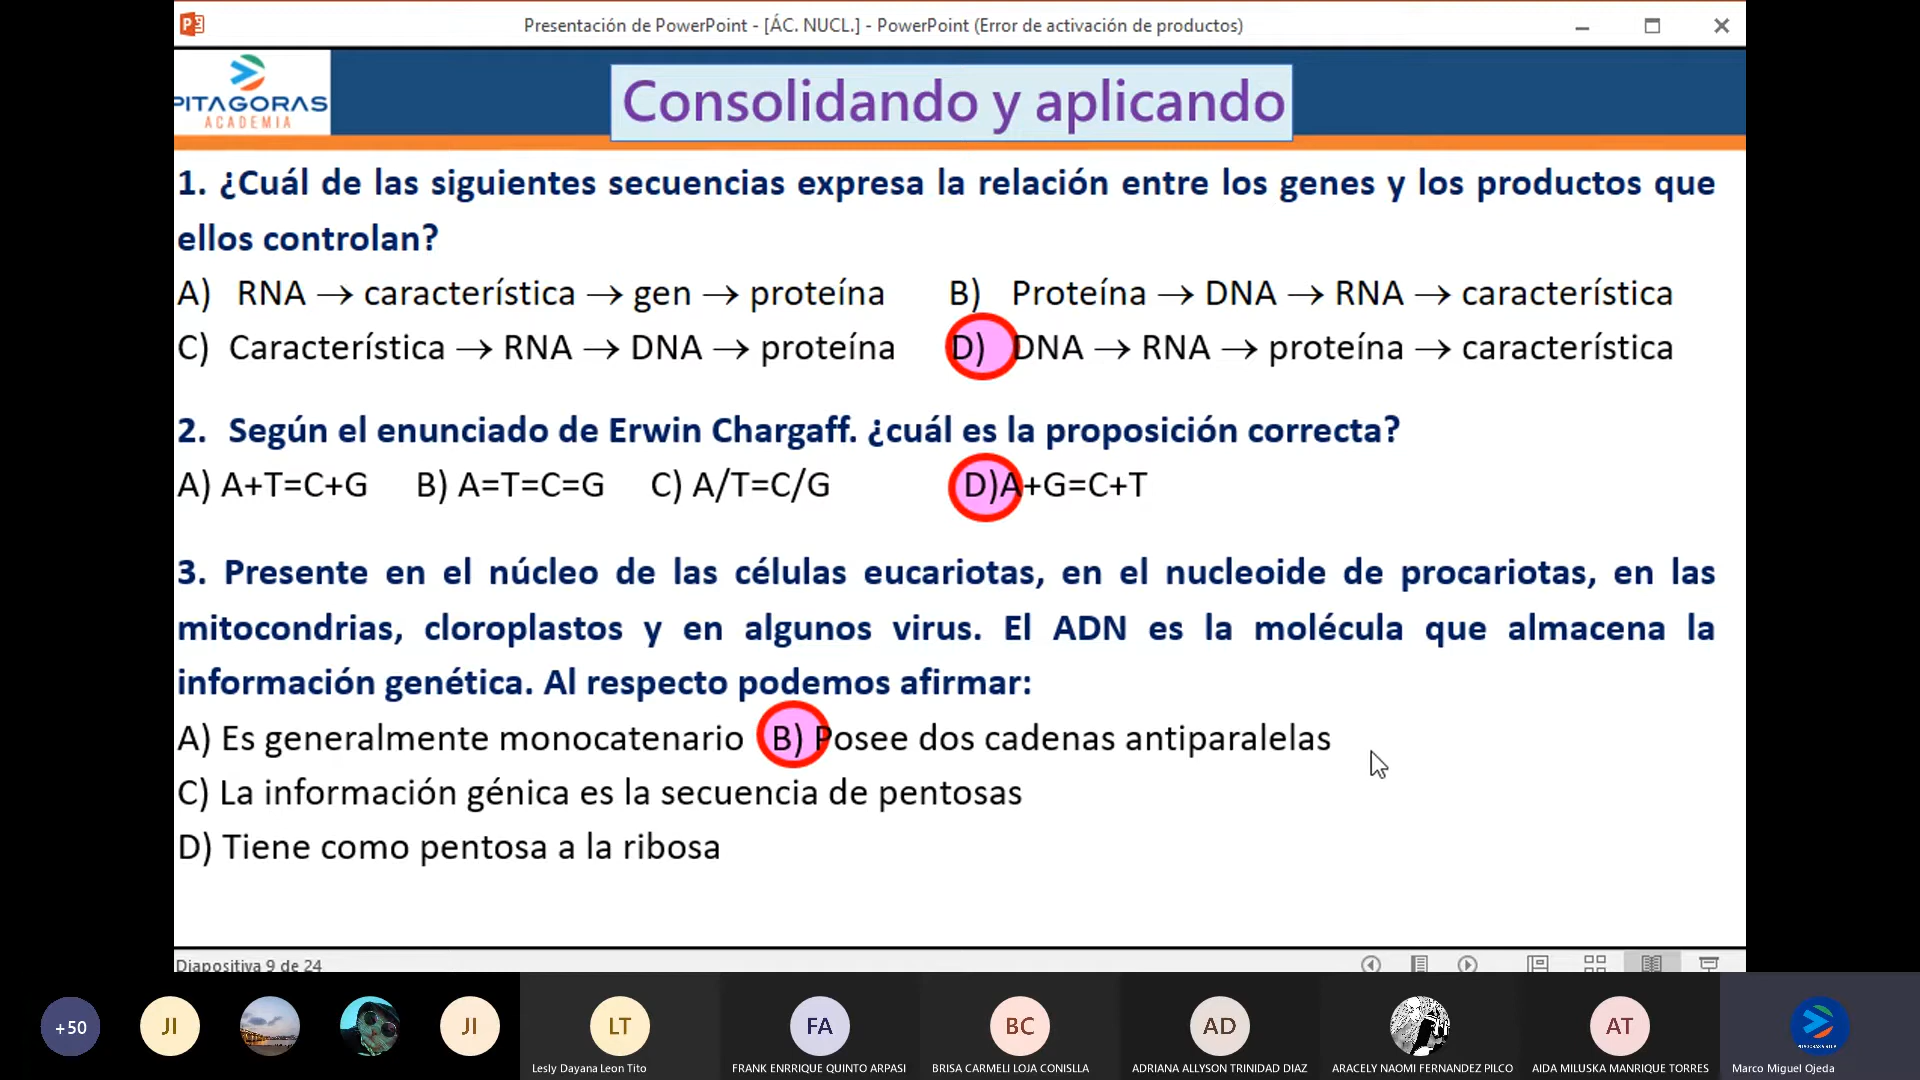 Presentación de PowerPoint - [ÁC. NUCL.] - PowerPoint (Error de activación de productos)
PITAGORAS
ACADEMIA
Consolidando y aplicando
1. ¿Cuál de las siguientes secuencias expresa la relación entre los genes y los productos que
ellos controlan?
A) RNA → característica → gen → proteína B) Proteína → DNA → RNA → característica
C) Característica → RNA → DNA → proteína D) DNA → RNA → proteína → característica
2. Según el enunciado de Erwin Chargaff. ¿cuál es la proposición correcta?
A) A+T=C+G B) A=T=C=G C) A/T=C/G D)A+G=C+T
3. Presente en el núcleo de las células eucariotas, en el nucleoide de procariotas, en las
mitocondrias, cloroplastos y en algunos virus. El ADN es la molécula que almacena la
información genética. Al respecto podemos afirmar:
A) Es generalmente monocatenario B) Posee dos cadenas antiparalelas
C) La información génica es la secuencia de pentosas
D) Tiene como pentosa a la ribosa
Diapositiva 9 de 24
+50 JI JI LT FA BC AD AT
Lesly Dayana Leon Tito FRANK ENRRIQUE QUINTO ARPASI BRISA CARMELI LOJA CONISLLA ADRIANA ALLYSON TRINIDAD DIAZ ARACELY NAOMI FERNANDEZ PILCO AIDA MILUSKA MANRIQUE TORRES Marco Miguel Ojeda